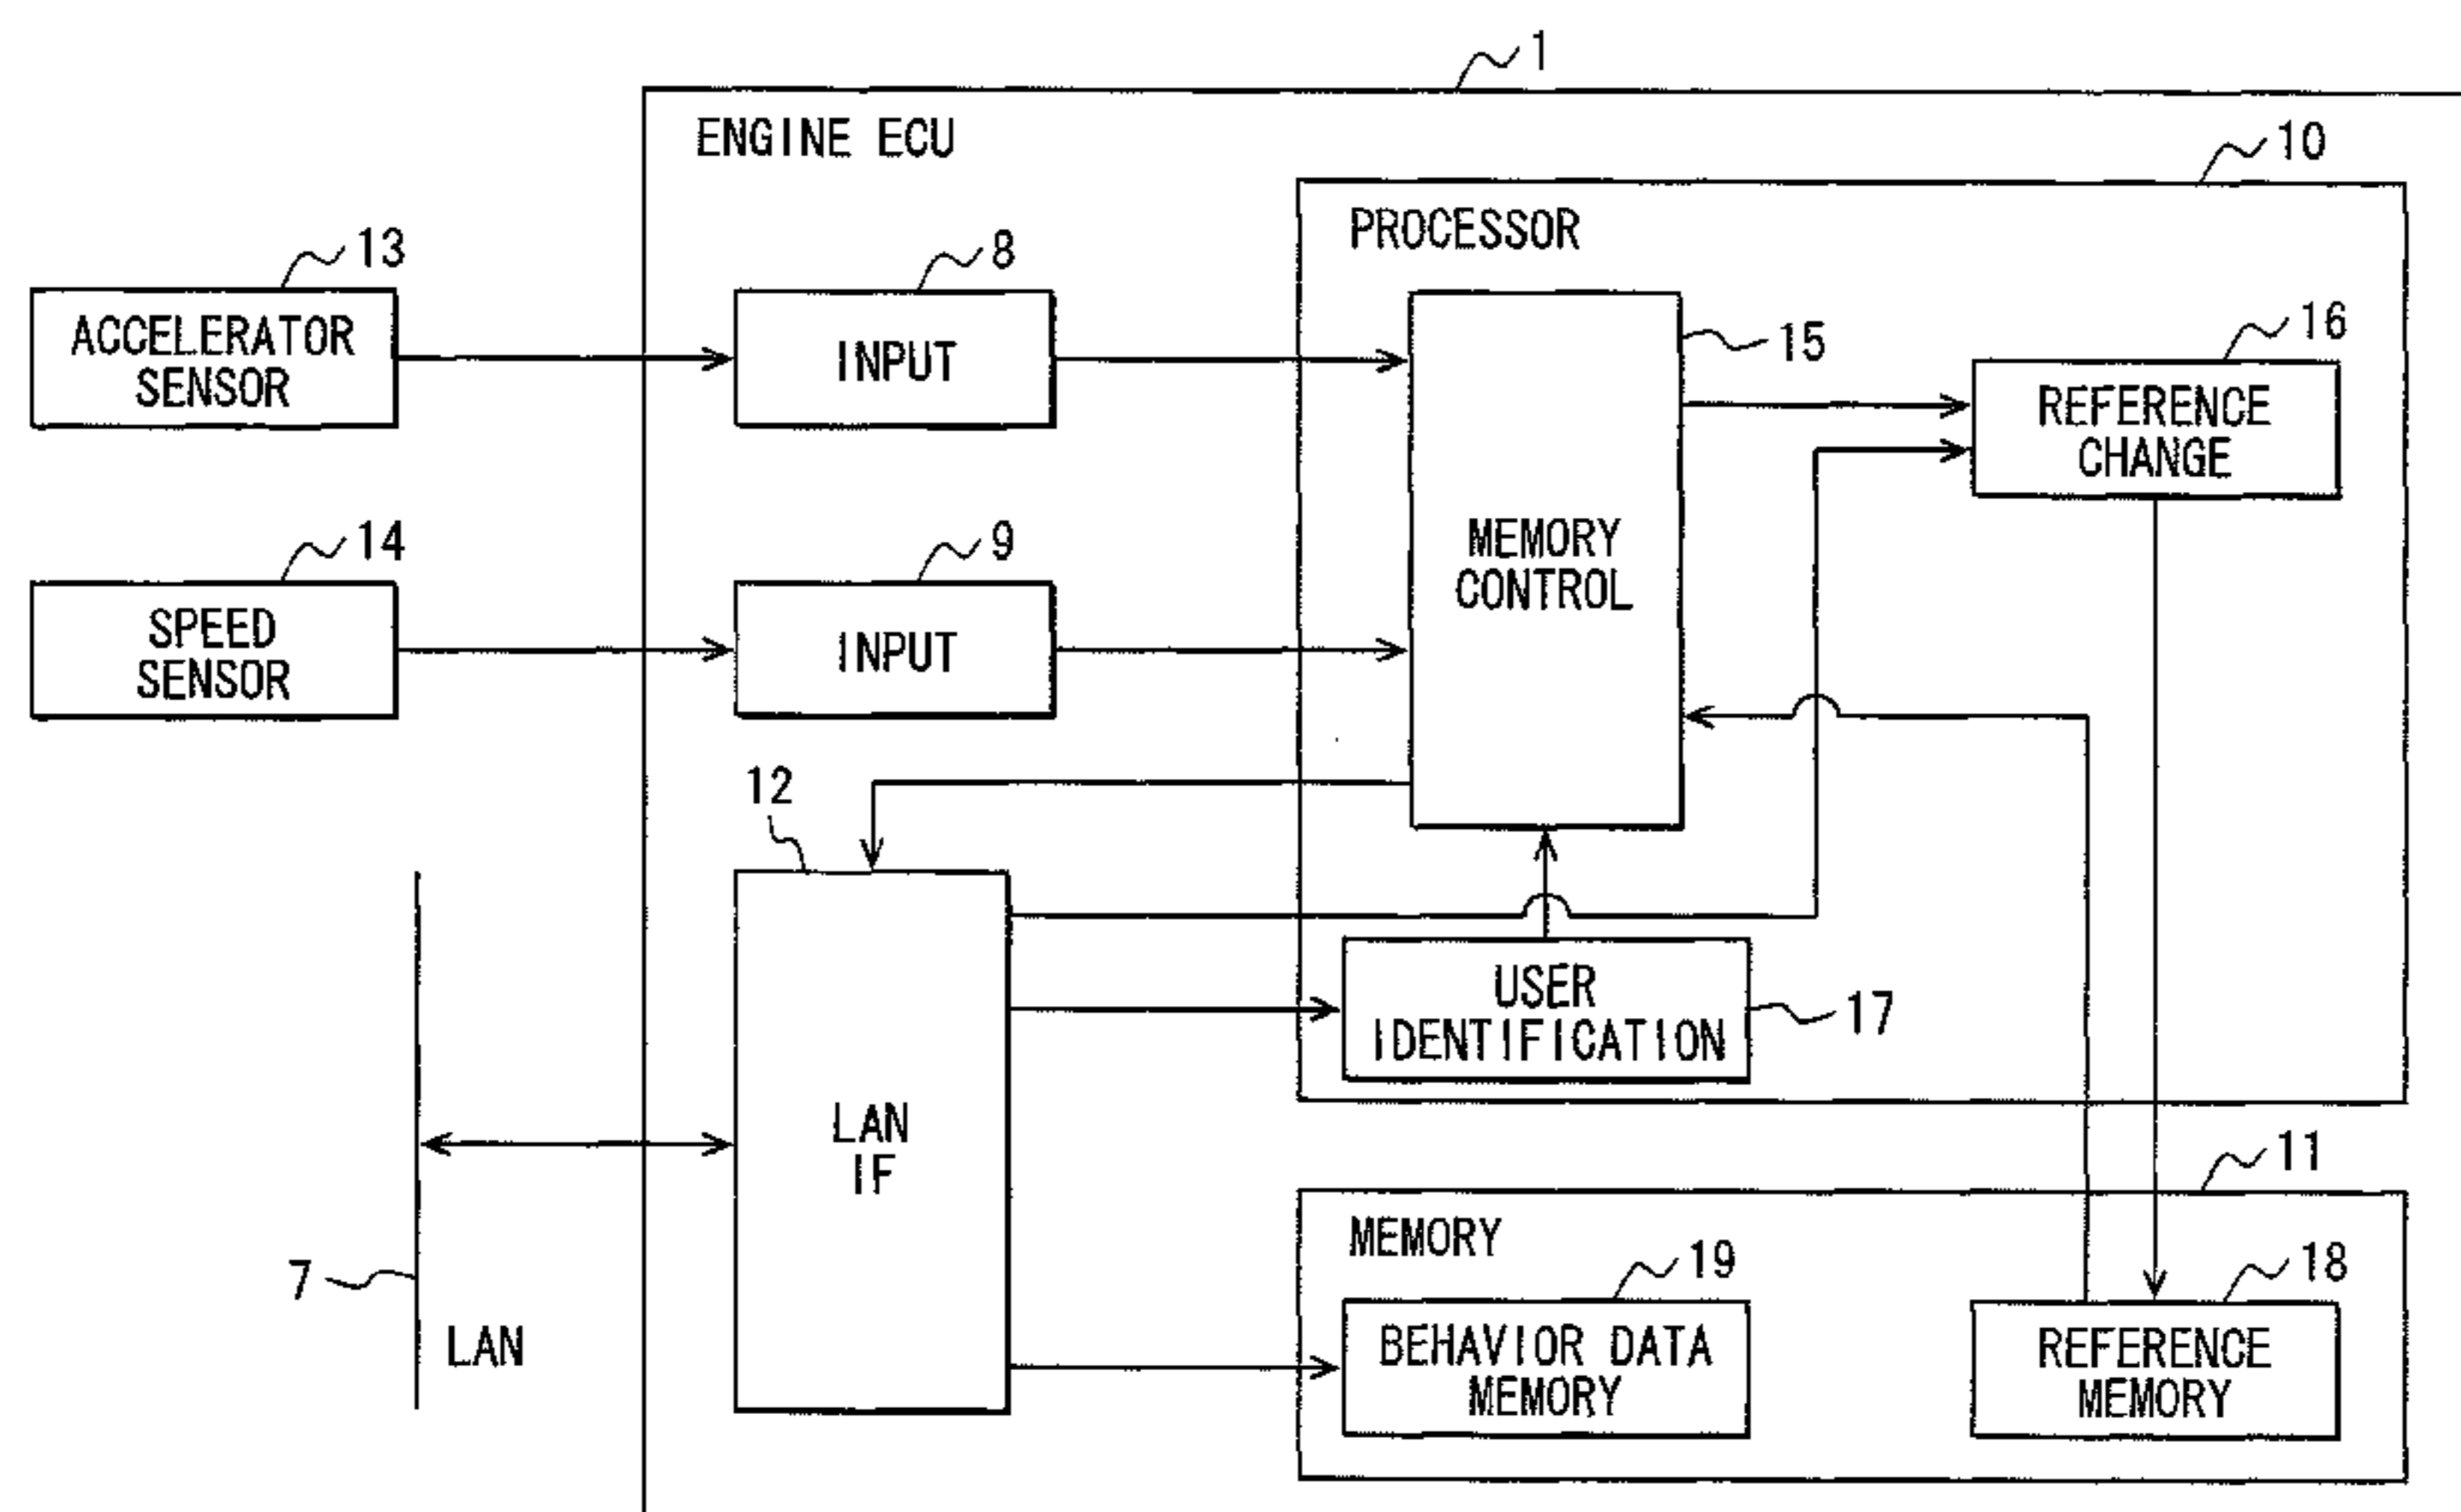 1
ENGINE ECU
10
PROCESSOR
13
8
ACCELERATOR
SENSOR
INPUT
15
16
REFERENCE
CHANGE
14
9
SPEED
SENSOR
INPUT
MEMORY
CONTROL
12
USER
IDENTIFICATION
17
LAN
IF
11
MEMORY
7
LAN
19
18
BEHAVIOR DATA
MEMORY
REFERENCE
MEMORY